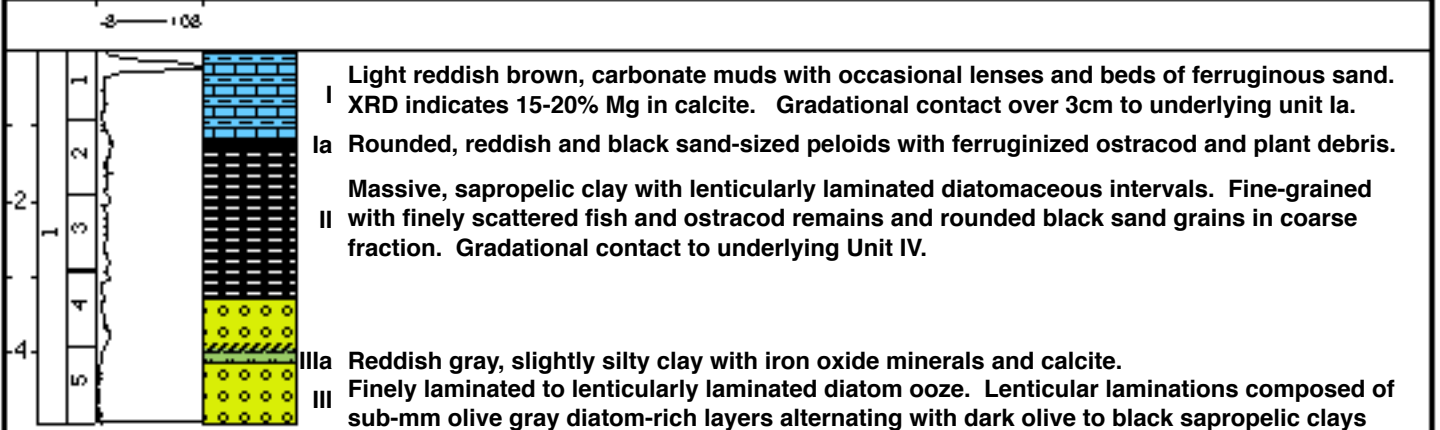 I Light reddish brown, carbonate muds with occasional lenses and beds of ferruginous sand.
XRD indicates 15-20% Mg in calcite. Gradational contact over 3cm to underlying unit Ia.
Ia Rounded, reddish and black sand-sized peloids with ferruginized ostracod and plant debris.
Massive, sapropelic clay with lenticularly laminated diatomaceous intervals. Fine-grained
II with finely scattered fish and ostracod remains and rounded black sand grains in coarse
fraction. Gradational contact to underlying Unit IV.
IIIa Reddish gray, slightly silty clay with iron oxide minerals and calcite.
III Finely laminated to lenticularly laminated diatom ooze. Lenticular laminations composed of
sub-mm olive gray diatom-rich layers alternating with dark olive to black sapropelic clays
2
4
1
1
2
3
4
5